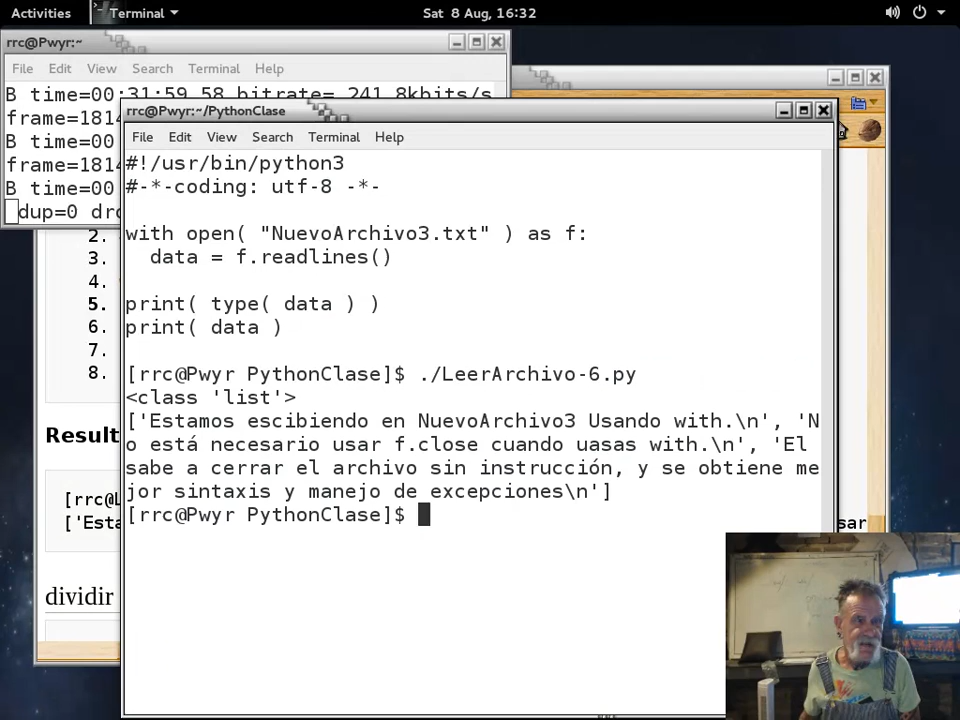 Activities
Terminal
Sat 8 Aug, 16:32
rrc@Pwyr:~
File Edit View Search Terminal Help
B time=00:31:59.58 bitrate= 241.8kbits/s
frame=1814
B time=00
frame=1814
B time=00
dup=0 dro
rrc@Pwyr:~/PythonClase
File Edit View Search Terminal Help
#!/usr/bin/python3
#-*-coding: utf-8 -*-
with open( "NuevoArchivo3.txt" ) as f:
data = f.readlines()
print( type( data ) )
print( data )
[rrc@Pwyr PythonClase]$ ./LeerArchivo-6.py
<class 'list'>
['Estamos escibiendo en NuevoArchivo3 Usando with.\n', 'N
o está necesario usar f.close cuando uasas with.\n', 'El
sabe a cerrar el archivo sin instrucción, y se obtiene me
jor sintaxis y manejo de excepciones\n']
[rrc@Pwyr PythonClase]$
2.
3.
4.
5.
6.
7.
8.
Result
[rrc@L
['Esta
sar
dividir